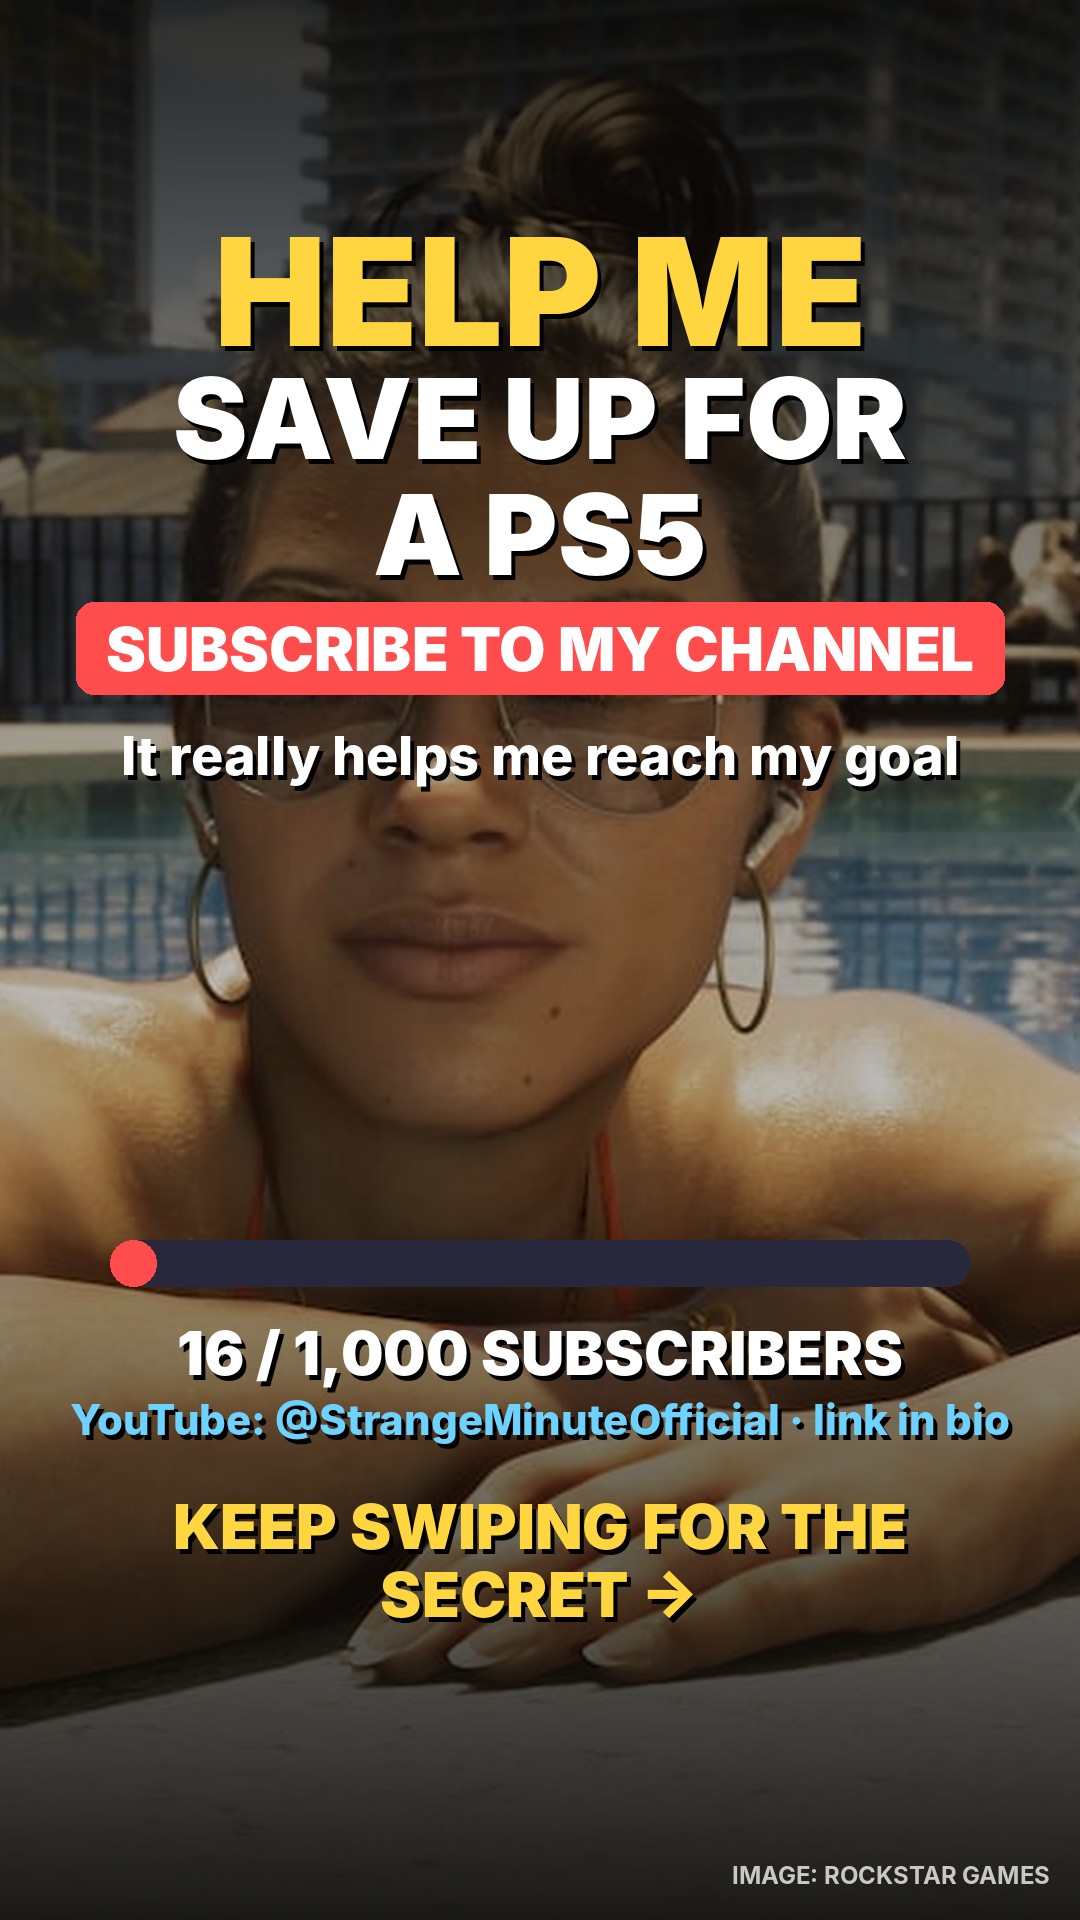 HELP ME
SAVE UP FOR
A PS5
SUBSCRIBE TO MY CHANNEL
It really helps me reach my goal
16 / 1,000 SUBSCRIBERS
YouTube: @StrangeMinuteOfficial · link in bio
KEEP SWIPING FOR THE
SECRET →
IMAGE: ROCKSTAR GAMES